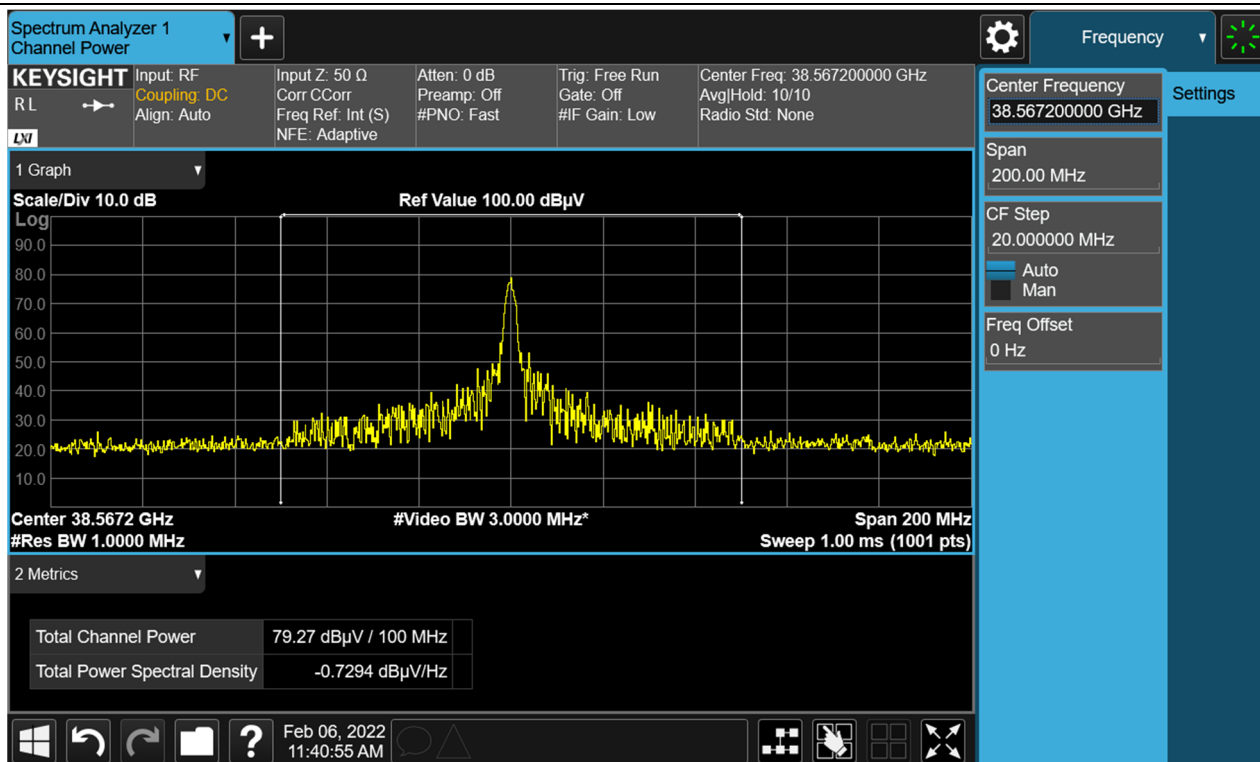 Spectrum Analyzer 1
Channel Power
+
Frequency
KEYSIGHT
R L
LXI
Input: RF
Coupling: DC
Align: Auto
Input Z: 50 Ω
Corr CCorr
Freq Ref: Int (S)
NFE: Adaptive
Atten: 0 dB
Preamp: Off
#PNO: Fast
Trig: Free Run
Gate: Off
#IF Gain: Low
Center Freq: 38.567200000 GHz
Avg|Hold: 10/10
Radio Std: None
Center Frequency
38.567200000 GHz
Settings
Span
200.00 MHz
CF Step
20.000000 MHz
Auto
Man
Freq Offset
0 Hz
1 Graph
Scale/Div 10.0 dB
Ref Value 100.00 dBµV
Log
90.0
80.0
70.0
60.0
50.0
40.0
30.0
20.0
10.0
Center 38.5672 GHz
#Video BW 3.0000 MHz*
Span 200 MHz
#Res BW 1.0000 MHz
Sweep 1.00 ms (1001 pts)
2 Metrics
Total Channel Power 79.27 dBµV / 100 MHz
Total Power Spectral Density -0.7294 dBµV/Hz
?
Feb 06, 2022
11:40:55 AM